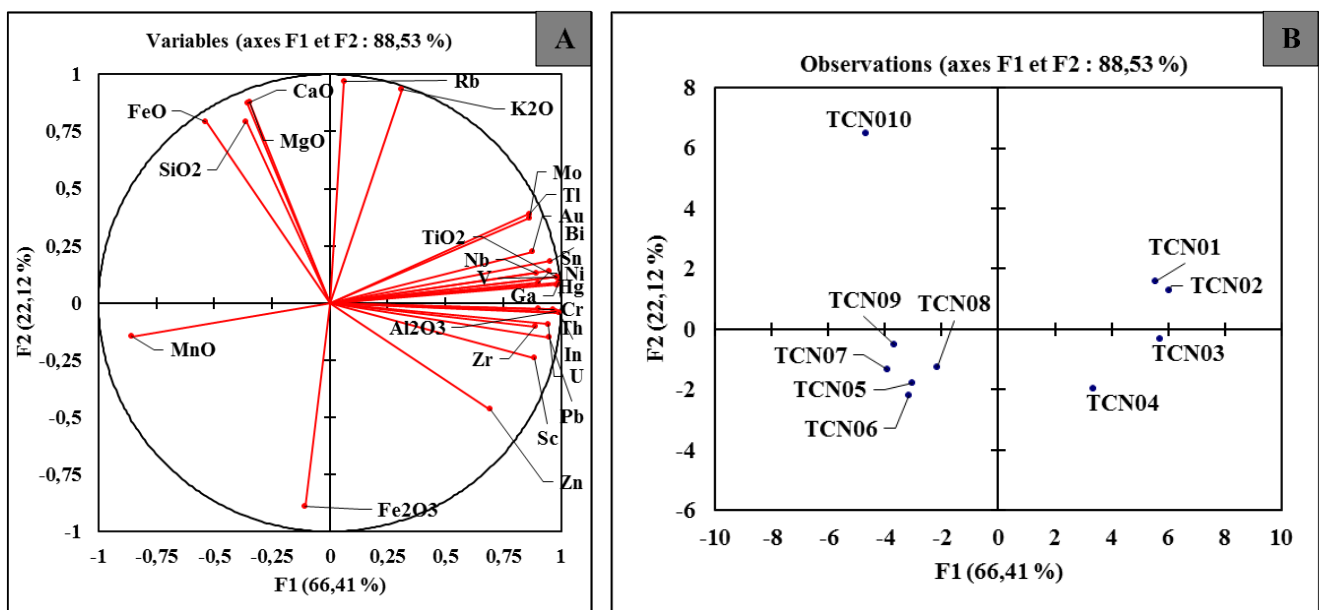 Variables (axes F1 et F2 : 88,53 %)
A
1
0,75
0,5
0,25
0
-0,25
-0,5
-0,75
-1
F2 (22,12 %)
FeO
CaO
Rb
K2O
MgO
SiO2
Mo
Tl
Au
TiO2
Bi
Nb
Sn
V
Ni
Hg
Ga
Cr
Al2O3
Th
MnO
Zr
In
U
Pb
Sc
Zn
Fe2O3
-1 -0,75 -0,5 -0,25 0 0,25 0,5 0,75 1
F1 (66,41 %)
Observations (axes F1 et F2 : 88,53 %)
B
8
6
4
2
0
-2
-4
-6
F2 (22,12 %)
TCN010
TCN01
TCN02
TCN09
TCN08
TCN03
TCN07
TCN05
TCN04
TCN06
-10 -8 -6 -4 -2 0 2 4 6 8 10
F1 (66,41 %)